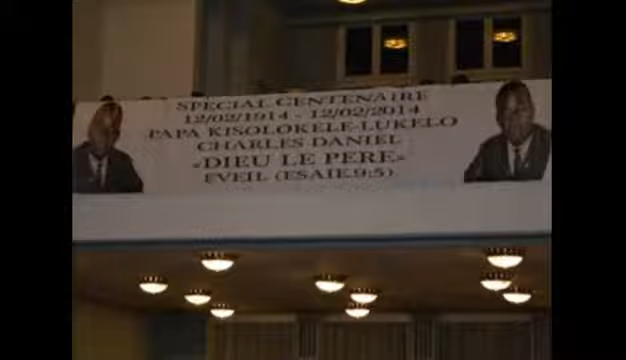 SPECIAL CENTENAIRE
12/02/1914 - 12/02/2014
PAPA KISOLOKELE-LUKELO
CHARLES DANIEL
«DIEU LE PERE»
EVEIL (ESAIE.9:5)